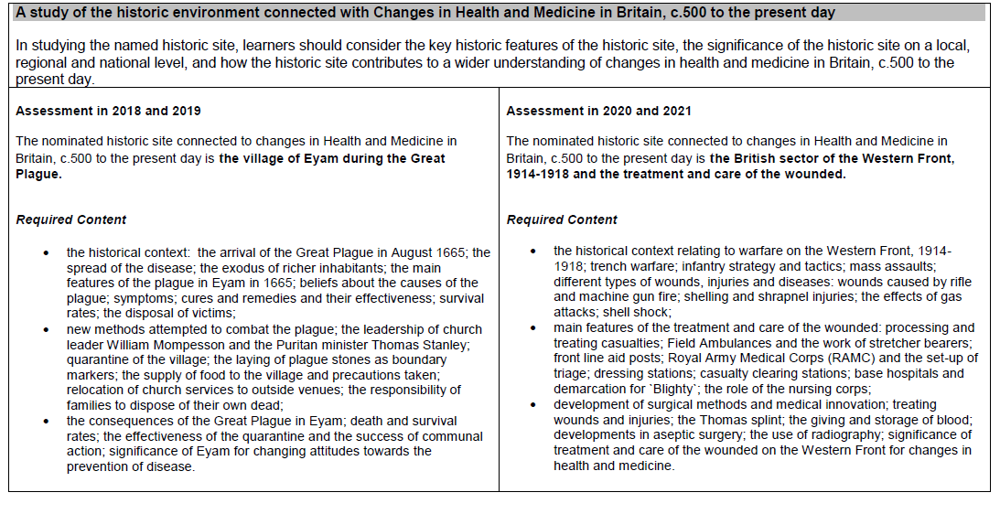 A study of the historic environment connected with Changes in Health and Medicine in Britain, c.500 to the present day
In studying the named historic site, learners should consider the key historic features of the historic site, the significance of the historic site on a local,
regional and national level, and how the historic site contributes to a wider understanding of changes in health and medicine in Britain, c.500 to the
present day.
Assessment in 2018 and 2019
The nominated historic site connected to changes in Health and Medicine in
Britain, c.500 to the present day is the village of Eyam during the Great
Plague.
Required Content
• the historical context: the arrival of the Great Plague in August 1665; the
spread of the disease; the exodus of richer inhabitants; the main
features of the plague in Eyam in 1665; beliefs about the causes of the
plague; symptoms; cures and remedies and their effectiveness; survival
rates; the disposal of victims;
• new methods attempted to combat the plague; the leadership of church
leader William Mompesson and the Puritan minister Thomas Stanley;
quarantine of the village; the laying of plague stones as boundary
markers; the supply of food to the village and precautions taken;
relocation of church services to outside venues; the responsibility of
families to dispose of their own dead;
• the consequences of the Great Plague in Eyam; death and survival
rates; the effectiveness of the quarantine and the success of communal
action; significance of Eyam for changing attitudes towards the
prevention of disease.
Assessment in 2020 and 2021
The nominated historic site connected to changes in Health and Medicine in
Britain, c.500 to the present day is the British sector of the Western Front,
1914-1918 and the treatment and care of the wounded.
Required Content
• the historical context relating to warfare on the Western Front, 1914-
1918; trench warfare; infantry strategy and tactics; mass assaults;
different types of wounds, injuries and diseases: wounds caused by rifle
and machine gun fire; shelling and shrapnel injuries; the effects of gas
attacks; shell shock;
• main features of the treatment and care of the wounded: processing and
treating casualties; Field Ambulances and the work of stretcher bearers;
front line aid posts; Royal Army Medical Corps (RAMC) and the set-up of
triage; dressing stations; casualty clearing stations; base hospitals and
demarcation for `Blighty`; the role of the nursing corps;
• development of surgical methods and medical innovation; treating
wounds and injuries; the Thomas splint; the giving and storage of blood;
developments in aseptic surgery; the use of radiography; significance of
treatment and care of the wounded on the Western Front for changes in
health and medicine.